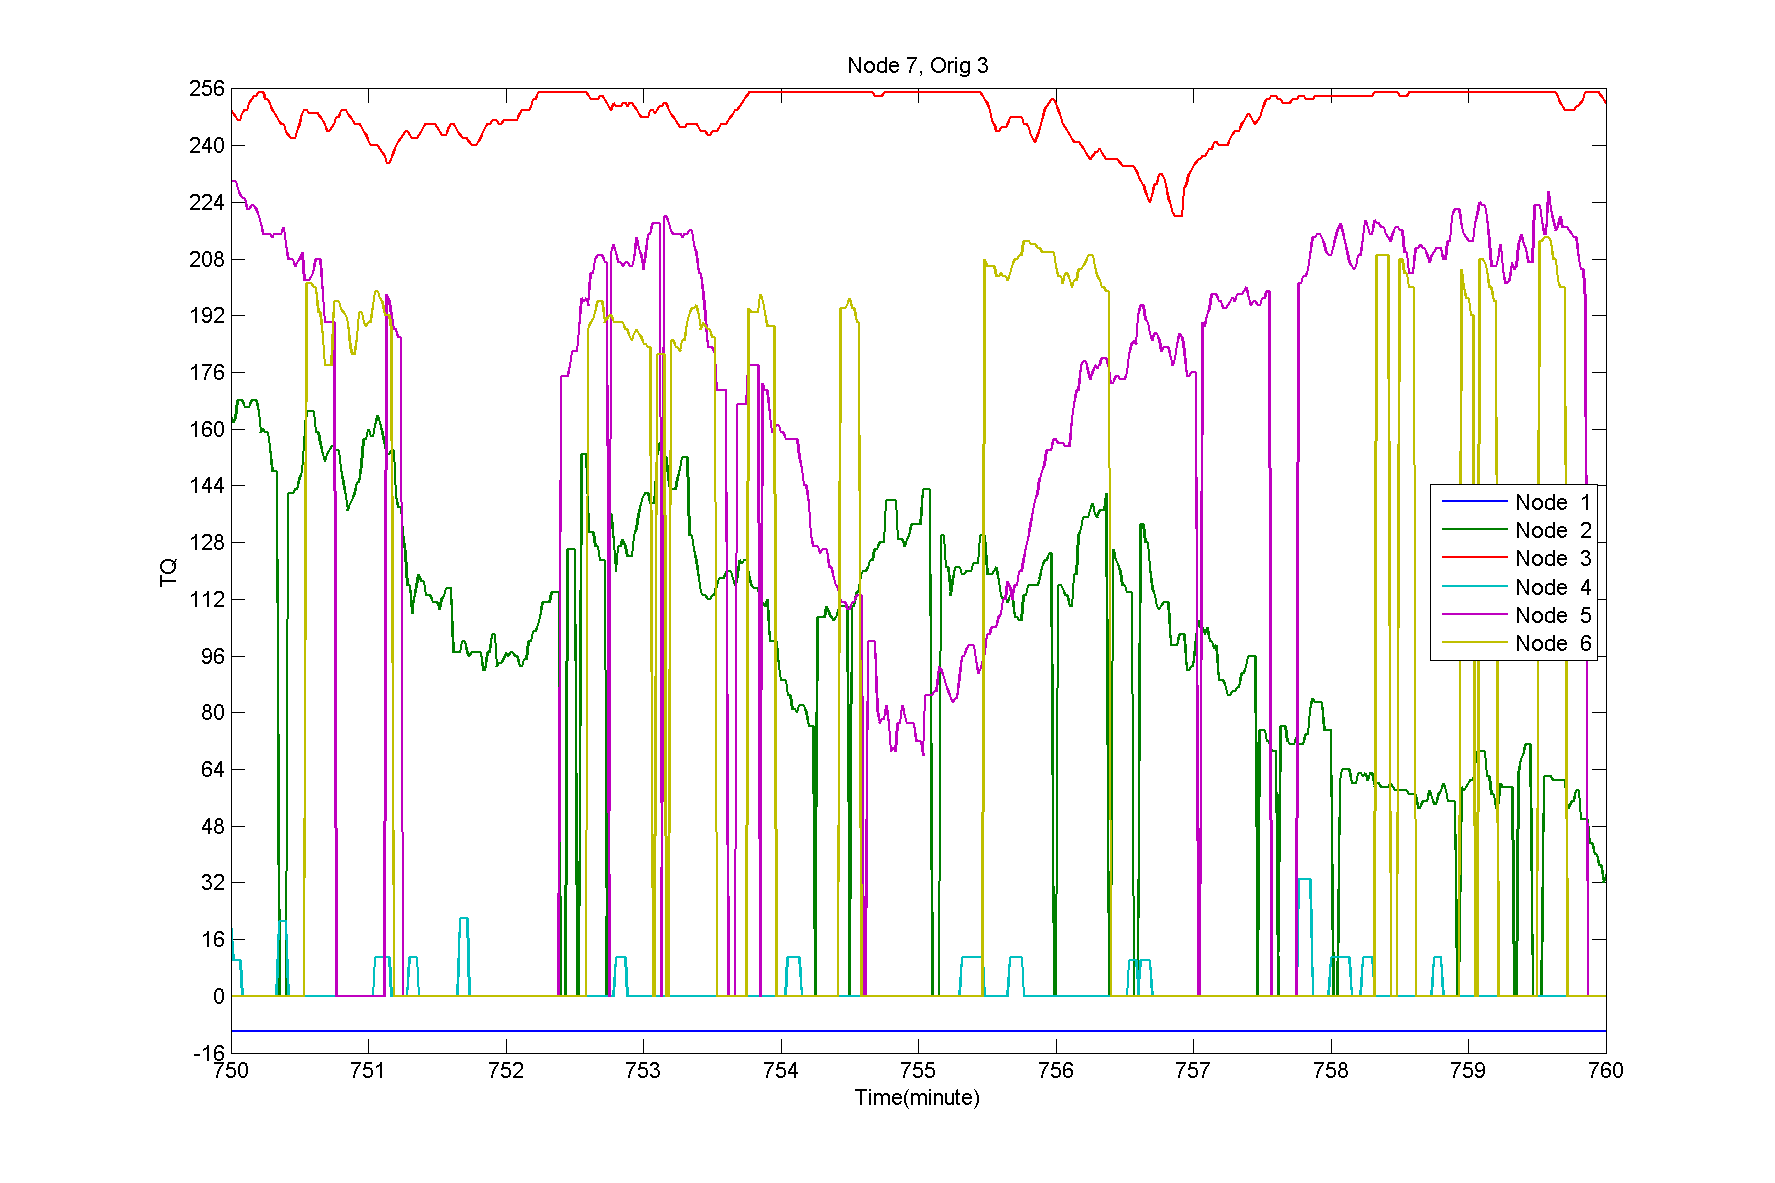 Node 7, Orig 3
256
240
224
208
192
176
160
144
128
112
96
80
64
48
32
16
0
-16
TQ
750 751 752 753 754 755 756 757 758 759 760
Time(minute)
Node 1
Node 2
Node 3
Node 4
Node 5
Node 6